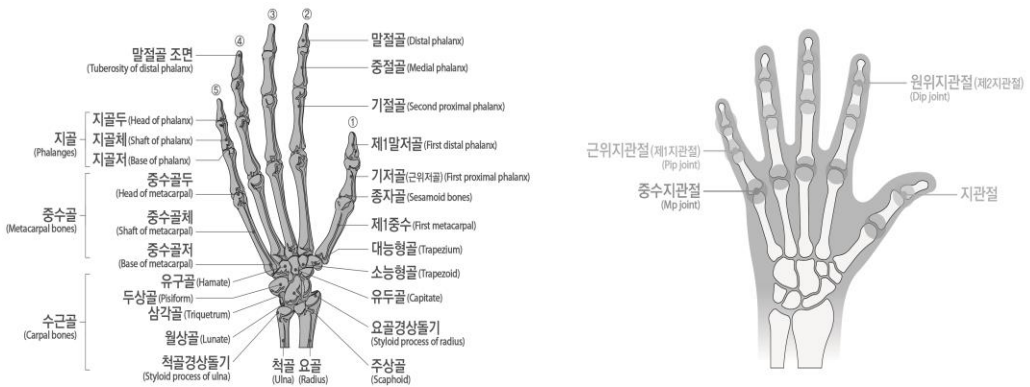 ③
②
④
말절골 조면
(Tuberosity of distal phalanx)
⑤
지골
(Phalanges)
지골두(Head of phalanx)
지골체(Shaft of phalanx)
지골저(Base of phalanx)
중수골
(Metacarpal bones)
중수골두
(Head of metacarpal)
중수골체
(Shaft of metacarpal)
중수골저
(Base of metacarpal)
수근골
(Carpal bones)
유구골(Hamate)
두상골(Pisiform)
삼각골(Triquetrum)
월상골(Lunate)
척골경상돌기
(Styloid process of ulna)
척골
(Ulna)
요골
(Radius)
말절골(Distal phalanx)
중절골(Medial phalanx)
기절골(Second proximal phalanx)
①
제1말저골(First distal phalanx)
기저골(근위저골)(First proximal phalanx)
종자골(Sesamoid bones)
제1중수(First metacarpal)
대능형골(Trapezium)
소능형골(Trapezoid)
유두골(Capitate)
요골경상돌기
(Styloid process of radius)
주상골
(Scaphoid)
원위지관절(제2지관절)
(Dip joint)
근위지관절(제1지관절)
(Pip joint)
중수지관절
(Mp joint)
지관절